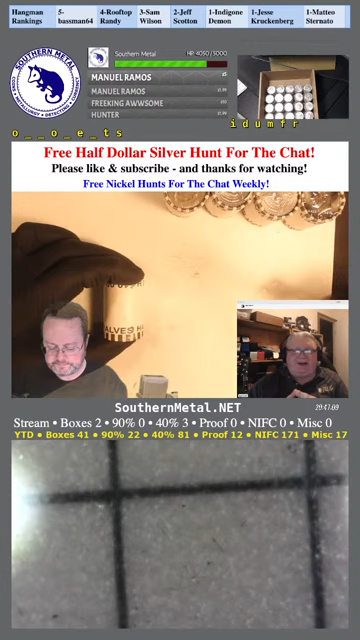 Hangman Rankings
5-bassman64
4-Rooftop Randy
3-Sam Wilson
2-Jeff Scotton
1-Indigone Demon
1-Jesse Kruckenberg
1-Matteo Sternato
SOUTHERN METAL
Southern Metal HP: 4050/5000
MANUEL RAMOS
MANUEL RAMOS
FREEKING AWWSOME
HUNTER
i d u m f r
o _ _ o _ e _ t s
Free Half Dollar Silver Hunt For The Chat!
Please like & subscribe - and thanks for watching!
Free Nickel Hunts For The Chat Weekly!
ALVES
SouthernMetal.NET
20:47:09
Stream • Boxes 2 • 90% 0 • 40% 3 • Proof 0 • NIFC 0 • Misc 0
YTD • Boxes 41 • 90% 22 • 40% 81 • Proof 12 • NIFC 171 • Misc 17